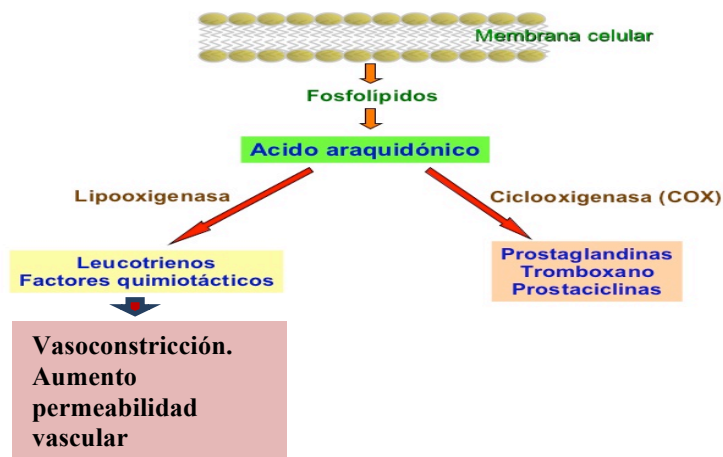 Membrana celular
Fosfolípidos
Acido araquidónico
Lipooxigenasa
Ciclooxigenasa (COX)
Leucotrienos
Factores quimiotácticos
Prostaglandinas
Tromboxano
Prostaciclinas
Vasoconstricción.
Aumento
permeabilidad
vascular